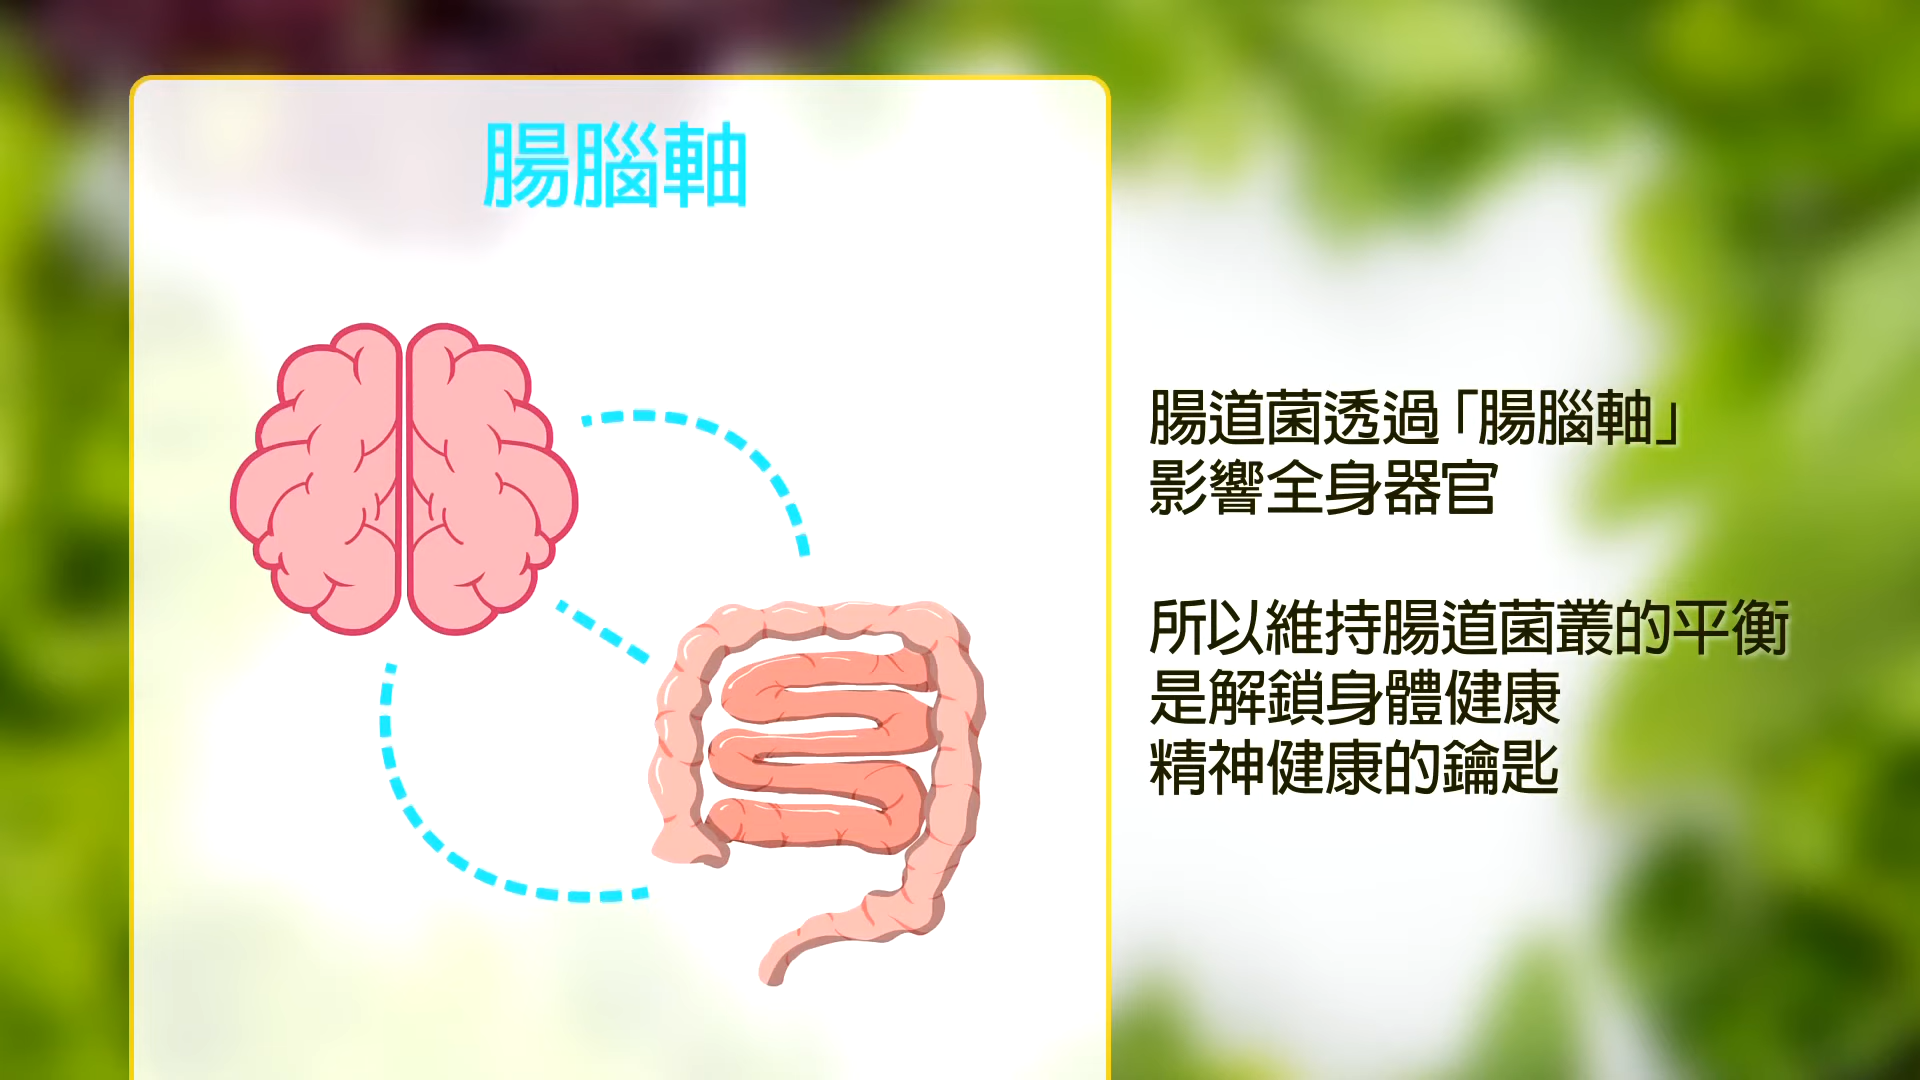 腸腦軸
腸道菌透過「腸腦軸」
影響全身器官
所以維持腸道菌叢的平衡
是解鎖身體健康
精神健康的鑰匙